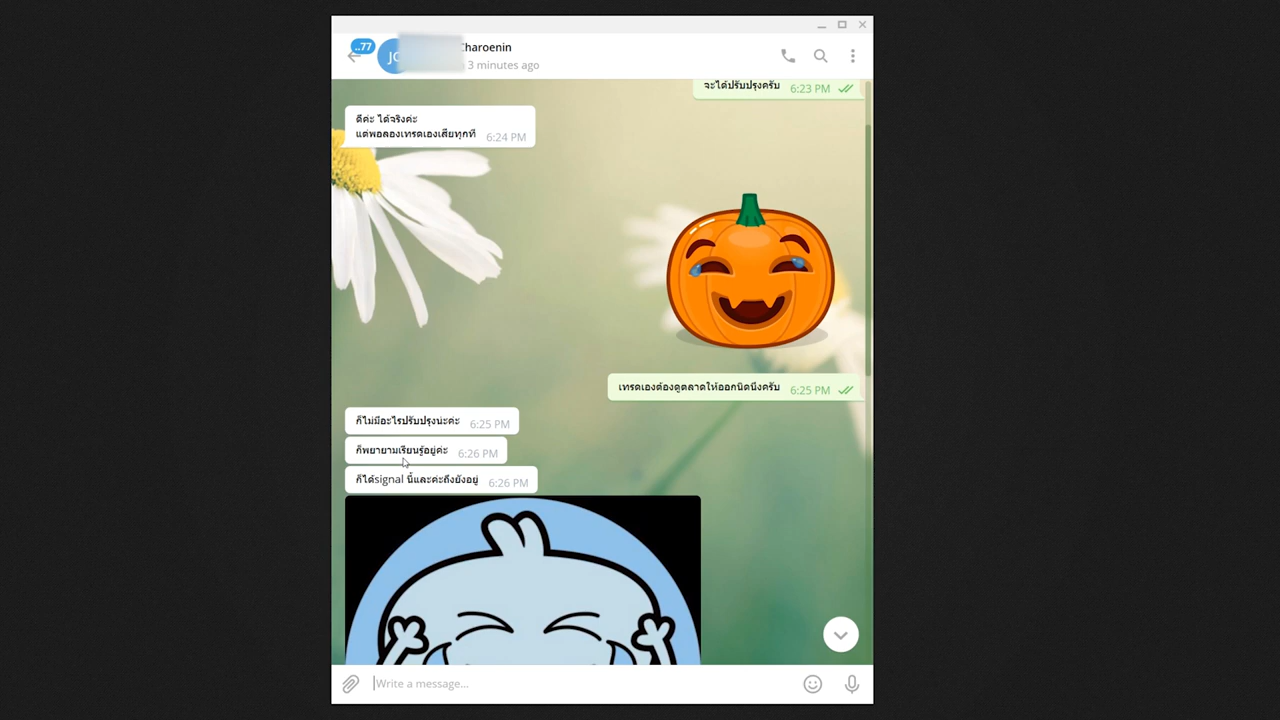 ..77
JC
Charoenin
3 minutes ago
จะได้ปรับปรุงครับ 6:23 PM
ดีค่ะ ได้จริงค่ะ
แต่พอลองเทรดเองเสียทุกที 6:24 PM
เทรดเองต้องดูตลาดให้ออกนิดนึงครับ 6:25 PM
ก็ไม่มีอะไรปรับปรุงนะค่ะ 6:25 PM
ก็พยายามเรียนรู้อยู่ค่ะ 6:26 PM
ก็ได้signal นี้และค่ะถึงยังอยู่ 6:26 PM
Write a message...